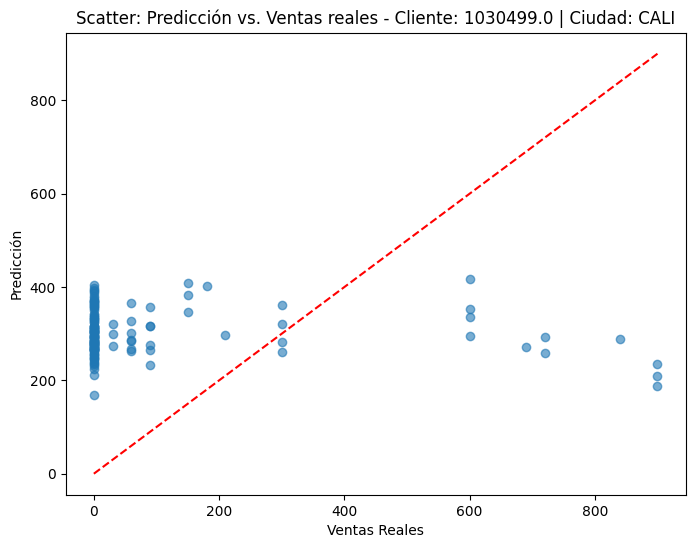 Scatter: Predicción vs. Ventas reales - Cliente: 1030499.0 | Ciudad: CALI
800
600
400
200
0
Predicción
0 200 400 600 800
Ventas Reales